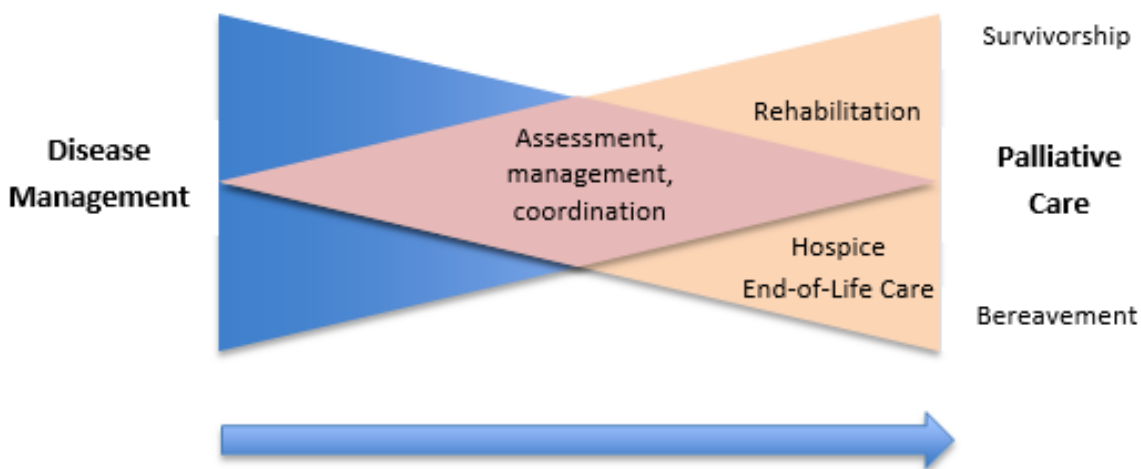 Disease
Management
Assessment,
management,
coordination
Rehabilitation
Hospice
End-of-Life Care
Survivorship
Palliative
Care
Bereavement